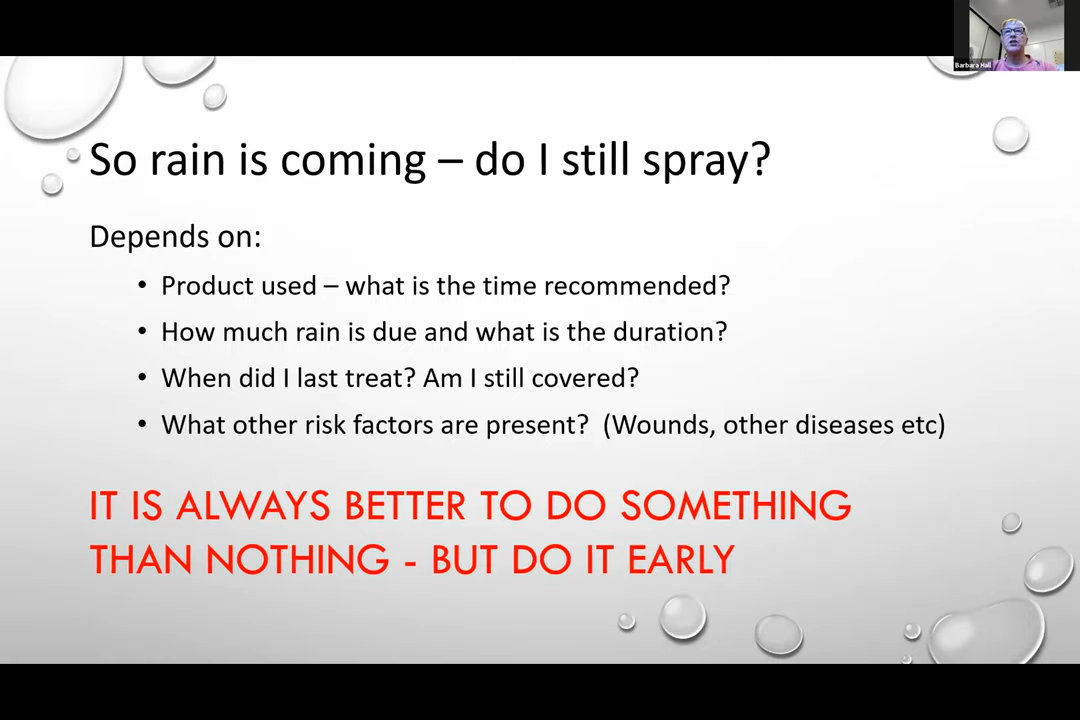 Barbara Hall
So rain is coming – do I still spray?
Depends on:
• Product used – what is the time recommended?
• How much rain is due and what is the duration?
• When did I last treat? Am I still covered?
• What other risk factors are present? (Wounds, other diseases etc)
IT IS ALWAYS BETTER TO DO SOMETHING
THAN NOTHING - BUT DO IT EARLY